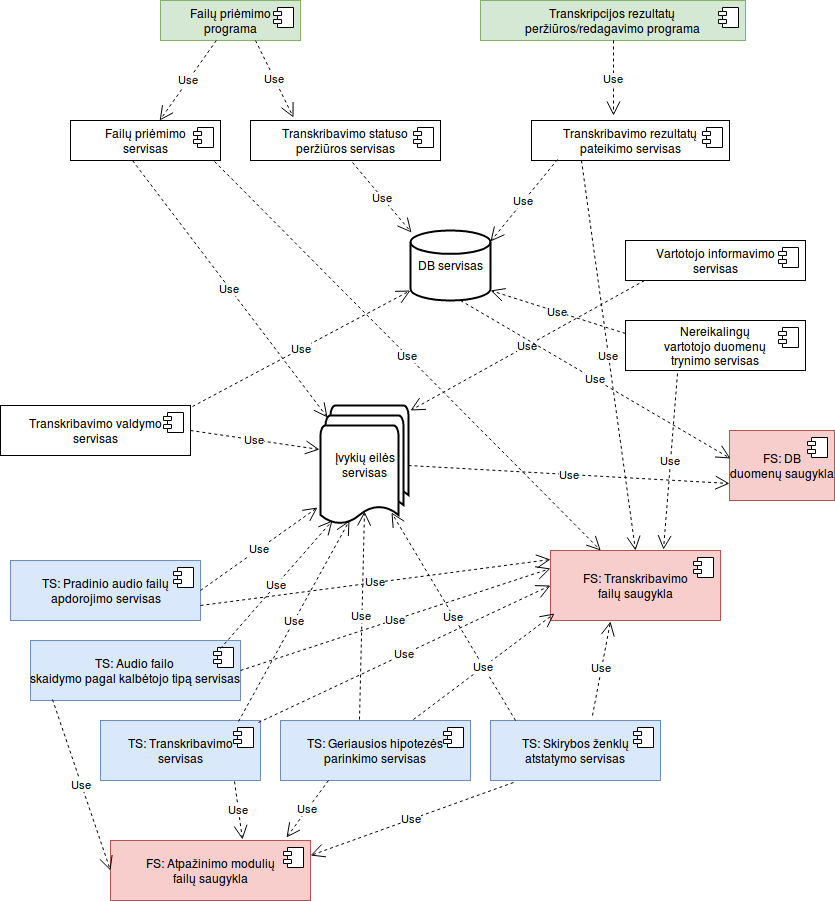 Failų priėmimo
programa
Transkripcijos rezultatų
peržiūros/redagavimo programa
Use
Use
Use
Failų priėmimo
servisas
Transkribavimo statuso
peržiūros servisas
Transkribavimo rezultatų
pateikimo servisas
Use
Use
DB servisas
Vartotojo informavimo
servisas
Use
Use
Nereikalingų
vartotojo duomenų
trynimo servisas
Use
Use
Use
Use
Use
Transkribavimo valdymo
servisas
Use
Įvykių eilės
servisas
Use
Use
FS: DB
duomenų saugykla
Use
TS: Pradinio audio failų
apdorojimo servisas
Use
Use
FS: Transkribavimo
failų saugykla
Use
Use
Use
Use
Use
TS: Audio failo
skaidymo pagal kalbėtojo tipą servisas
Use
Use
Use
TS: Transkribavimo
servisas
TS: Geriausios hipotezės
parinkimo servisas
TS: Skirybos ženklų
atstatymo servisas
Use
Use
Use
Use
FS: Atpažinimo modulių
failų saugykla